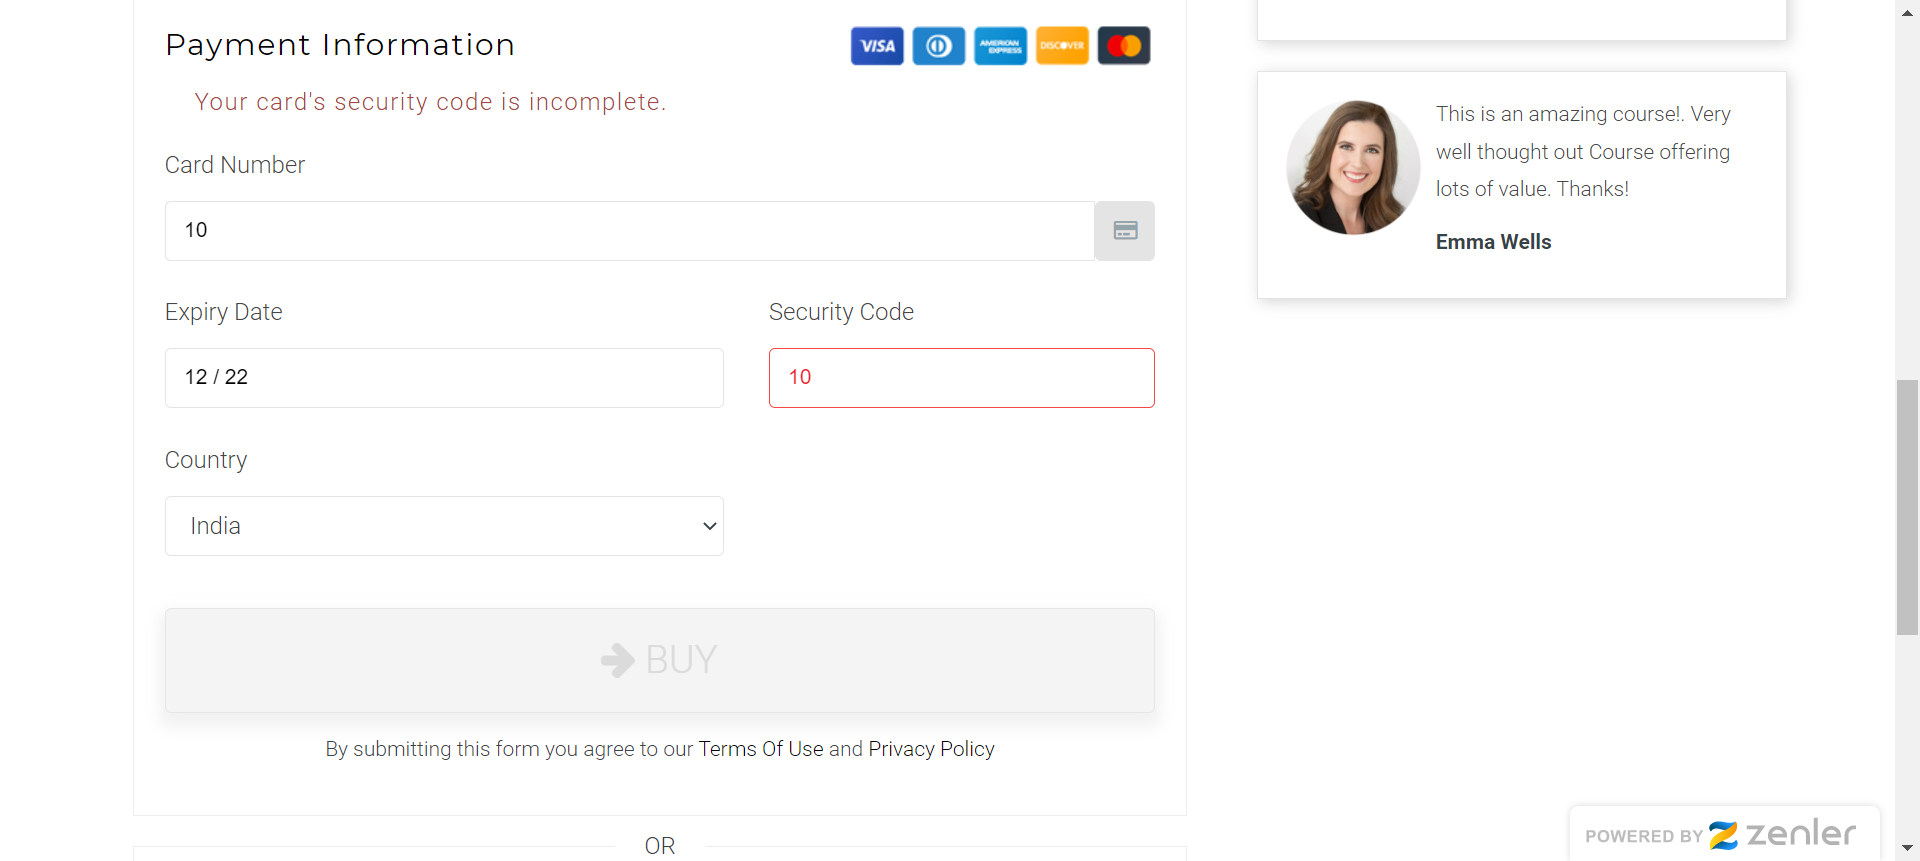 Payment Information
VISA
AMERICAN EXPRESS
DISCOVER
Your card's security code is incomplete.
Card Number
10
Expiry Date
Security Code
12 / 22
10
Country
India
BUY
By submitting this form you agree to our Terms Of Use and Privacy Policy
OR
This is an amazing course!. Very
well thought out Course offering
lots of value. Thanks!
Emma Wells
POWERED BY zenler